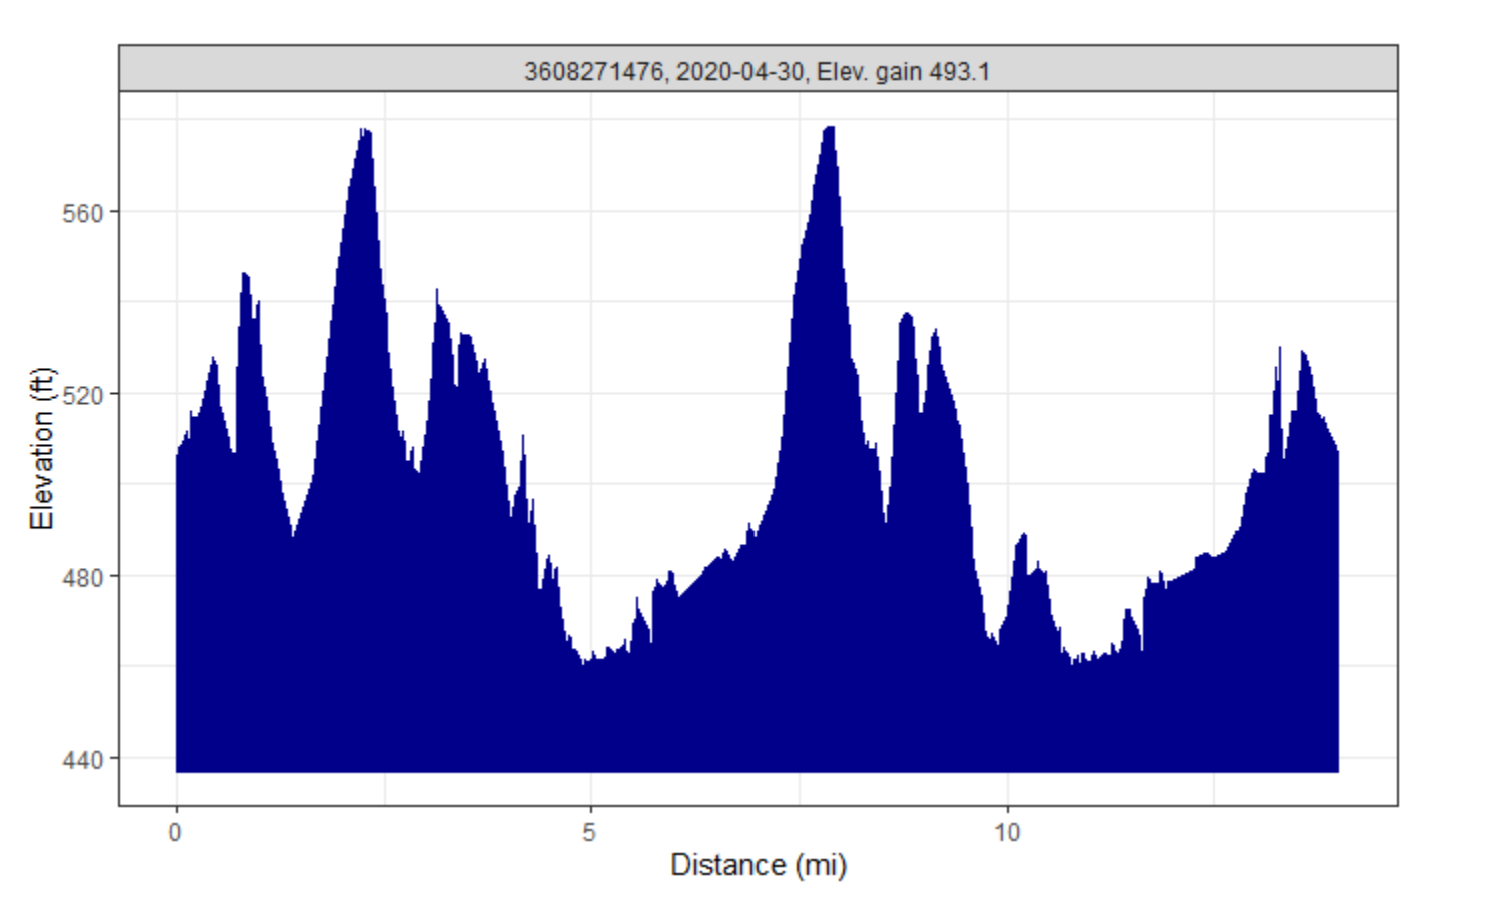 3608271476, 2020-04-30, Elev. gain 493.1
Elevation (ft)
560
520
480
440
0
5
10
Distance (mi)